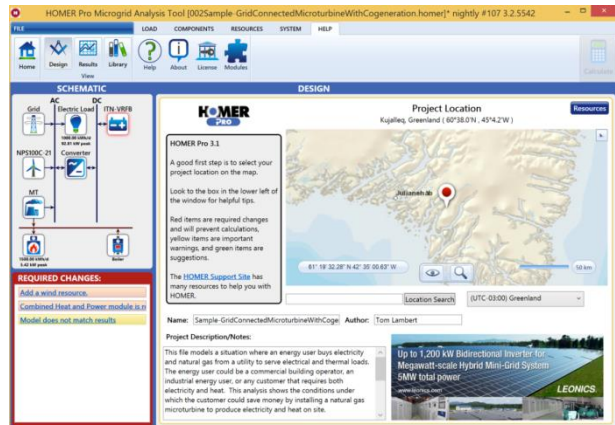 HOMER Pro Microgrid Analysis Tool [002Sample-GridConnectedMicroturbineWithCogeneration.homer]* nightly #107 3.2.5542
FILE
LOAD COMPONENTS RESOURCES SYSTEM HELP
Home
Design
Results
Library
View
Help
About
License
Modules
Calculate
SCHEMATIC
DESIGN
AC DC
Grid Electric Load ITN-VRFB
NPS100C-21 Converter
MT
Boiler
REQUIRED CHANGES:
Add a wind resource.
Combined Heat and Power module is n
Model does not match results
HOMER
PRO
HOMER Pro 3.1
A good first step is to select your
project location on the map.
Look to the box in the lower left of
the window for helpful tips.
Red items are required changes
and will prevent calculations,
yellow items are important
warnings, and green items are
suggestions.
The HOMER Support Site has
many resources to help you with
HOMER.
Project Location
Kujalleq, Greenland ( 60°38.0'N , 45°4.2'W )
Resources
Julianehåb
50 km
Location Search
(UTC-03:00) Greenland
Name: Sample-GridConnectedMicroturbineWithCoge
Author: Tom Lambert
Project Description/Notes:
This file models a situation where an energy user buys electricity
and natural gas from a utility to serve electrical and thermal loads.
The energy user could be a commercial building operator, an
industrial energy user, or any customer that requires both
electricity and heat. This analysis shows the conditions under
which the customer could save money by installing a natural gas
microturbine to produce electricity and heat on site.
Up to 1,200 kW Bidirectional Inverter for
Megawatt-scale Hybrid Mini-Grid System
5MW total power
www.leonics.com
LEONICS.